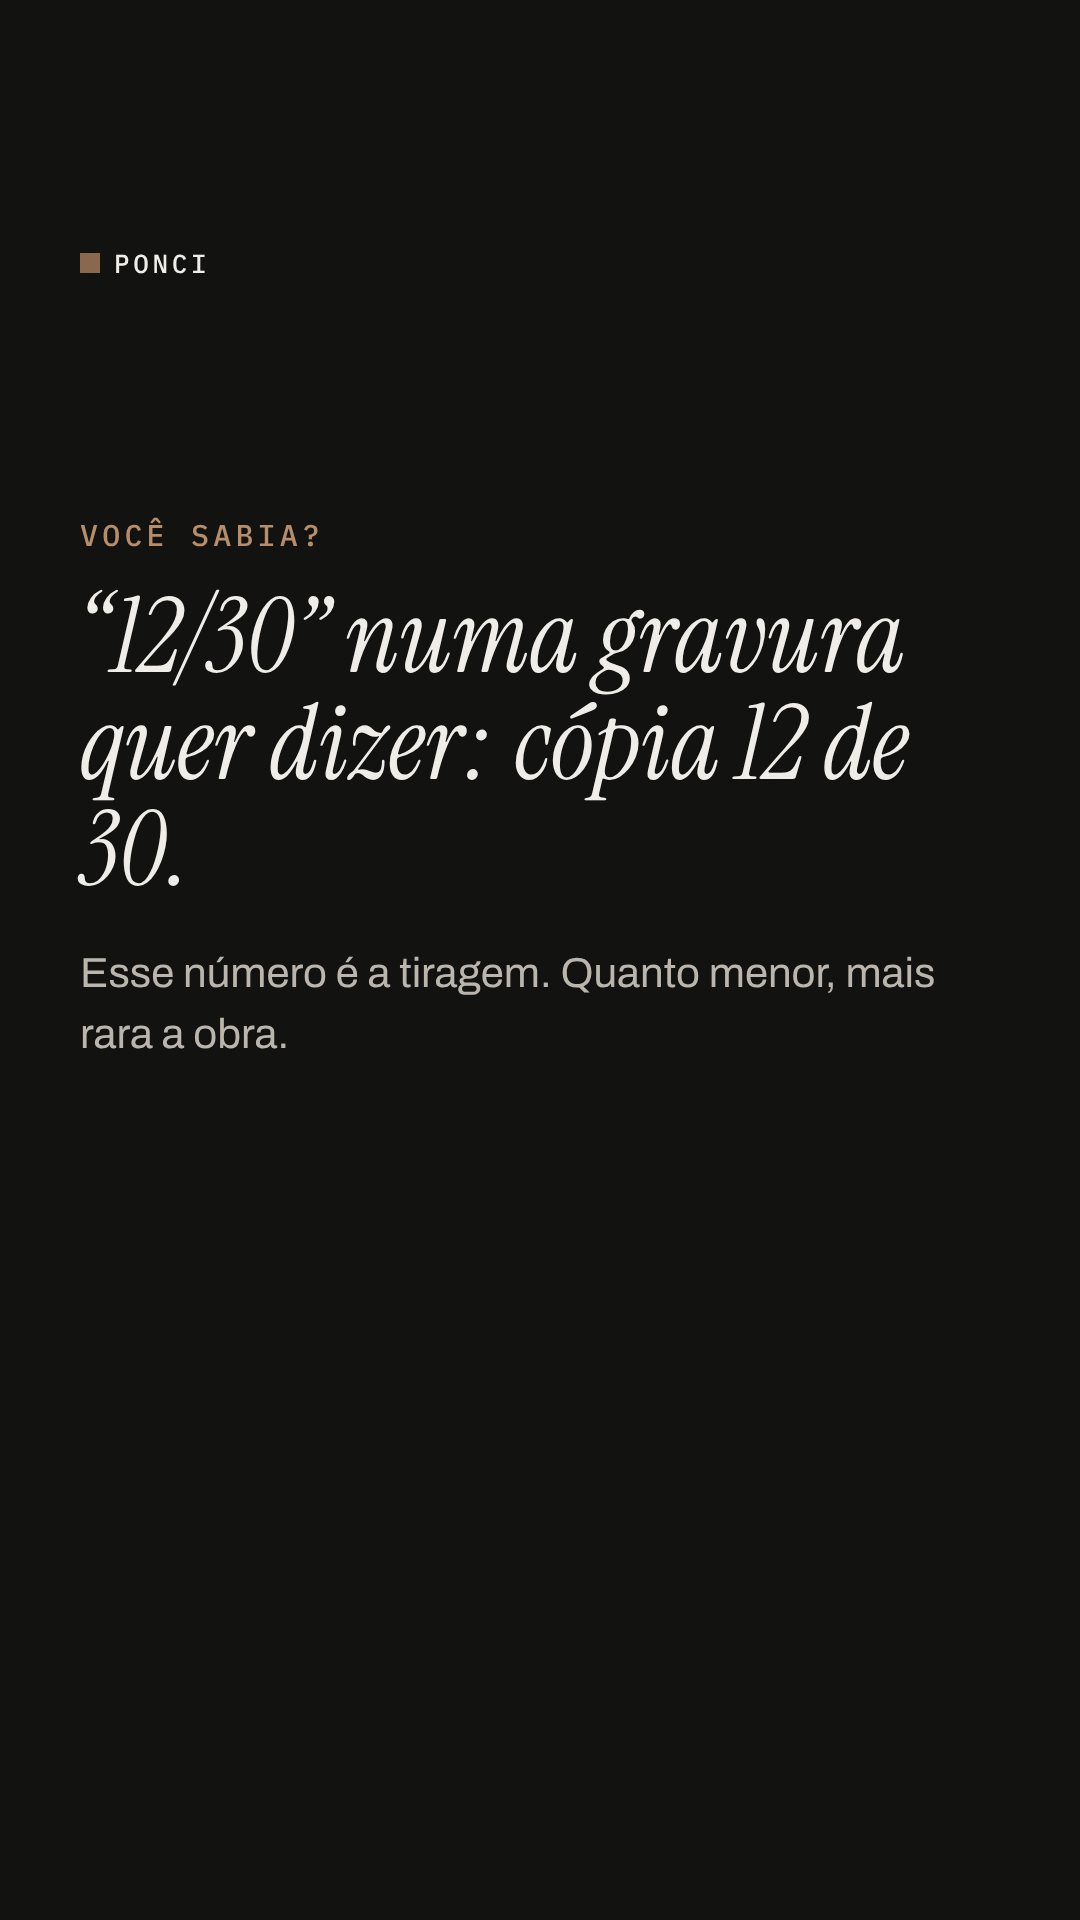 PONCI
VOCÊ SABIA?
“12/30” numa gravura
quer dizer: cópia 12 de
30.
Esse número é a tiragem. Quanto menor, mais
rara a obra.